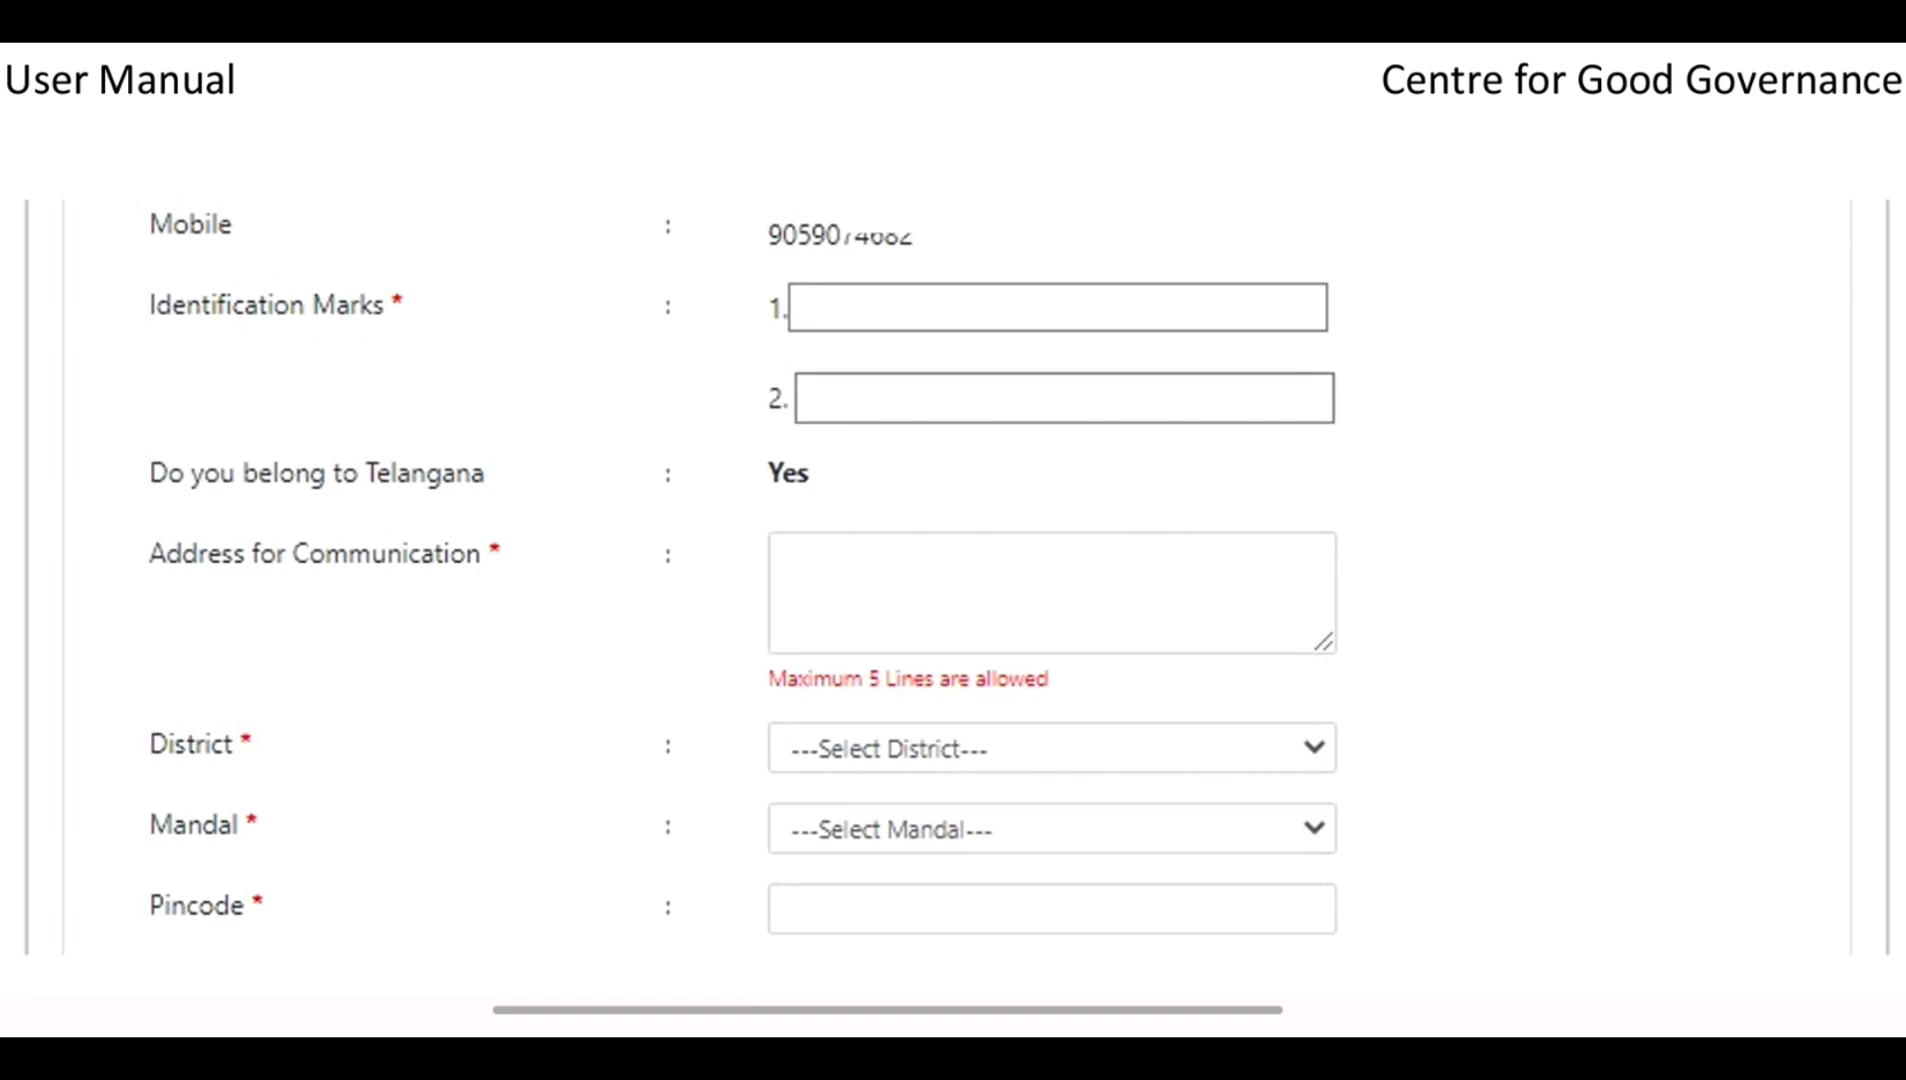 User Manual
Centre for Good Governance
Mobile :
Identification Marks * : 1.
2.
Do you belong to Telangana : Yes
Address for Communication * :
Maximum 5 Lines are allowed
District * : ---Select District---
Mandal * : ---Select Mandal---
Pincode * :